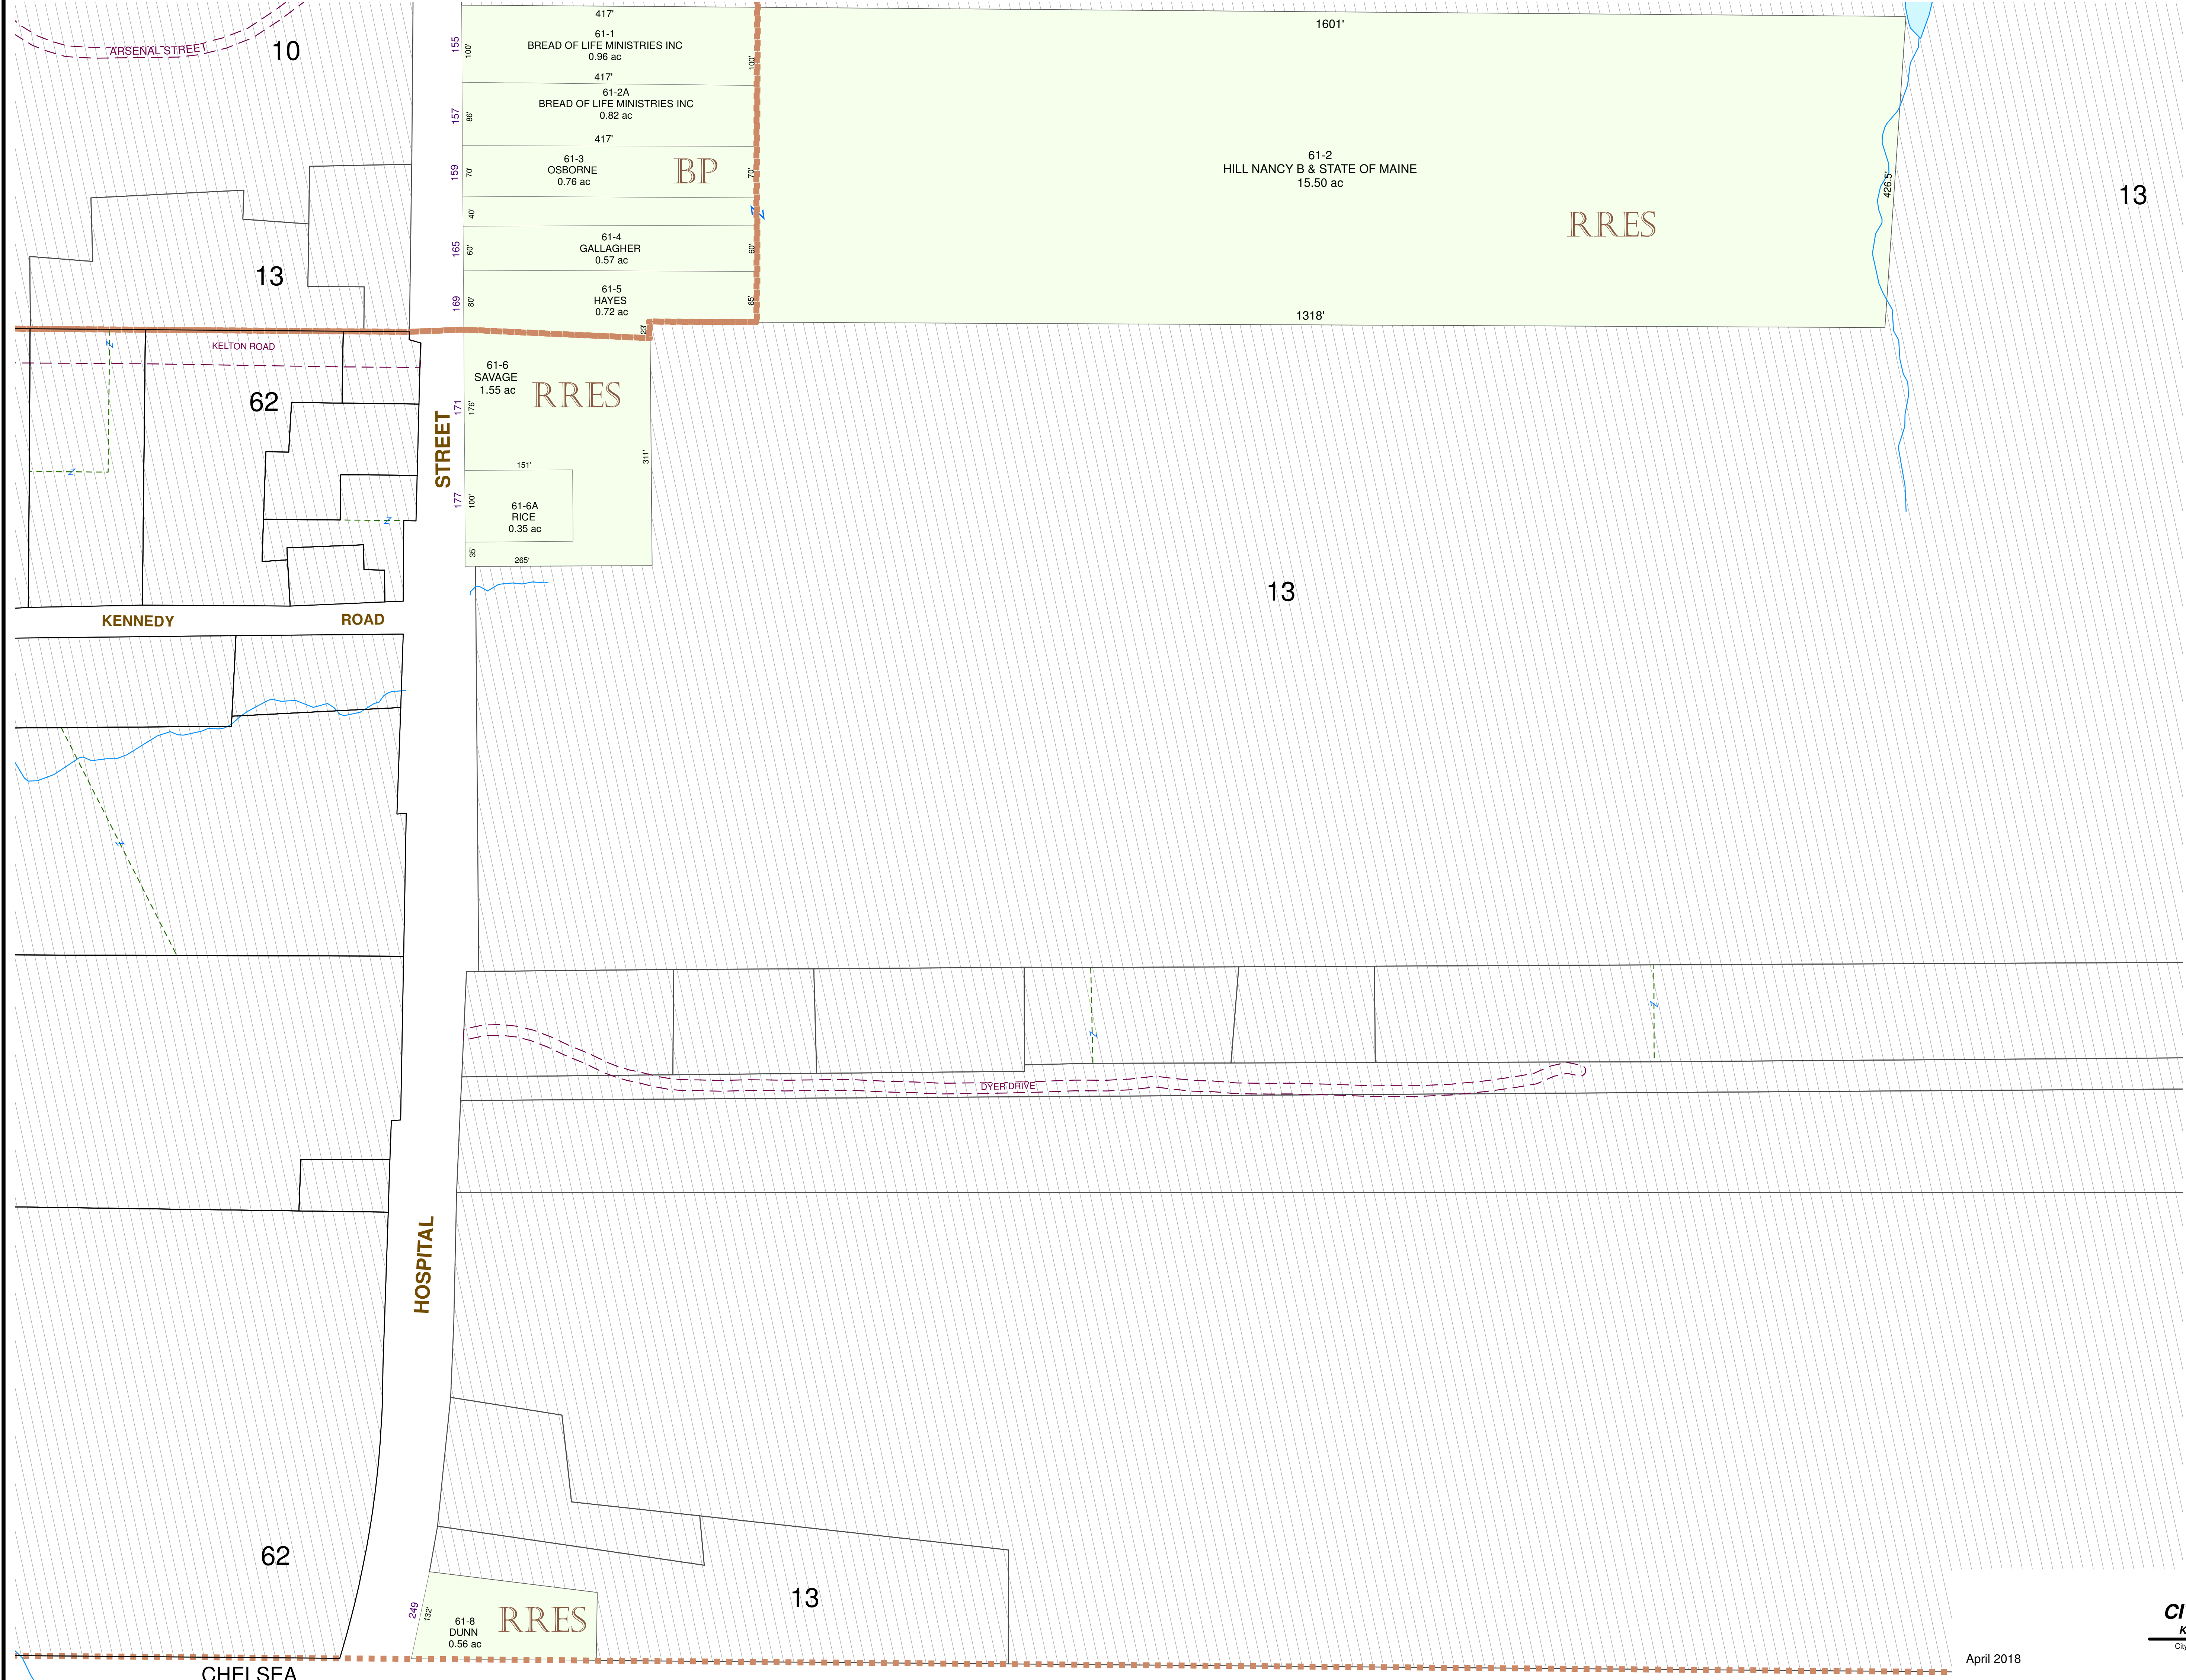 ARSENAL STREET
10
155
100'
417'
61-1
BREAD OF LIFE MINISTRIES INC
0.96 ac
100'
417'
1601'
157
86'
61-2A
BREAD OF LIFE MINISTRIES INC
0.82 ac
417'
159
70'
61-3
OSBORNE
0.76 ac
BP
70'
40'
Z
61-2
HILL NANCY B & STATE OF MAINE
15.50 ac
RRES
426.5'
13
165
60'
61-4
GALLAGHER
0.57 ac
60'
13
169
80'
61-5
HAYES
0.72 ac
65'
23'
1318'
KELTON ROAD
62
Z
Z
Z
61-6
SAVAGE
1.55 ac
RRES
171
176'
STREET
311'
151'
177
100'
61-6A
RICE
0.35 ac
35'
265'
13
KENNEDY ROAD
Z
Z
Z
DYER DRIVE
HOSPITAL
62
13
249
132'
61-8
DUNN
0.56 ac
RRES
CHELSEA
April 2018
CI
K
City